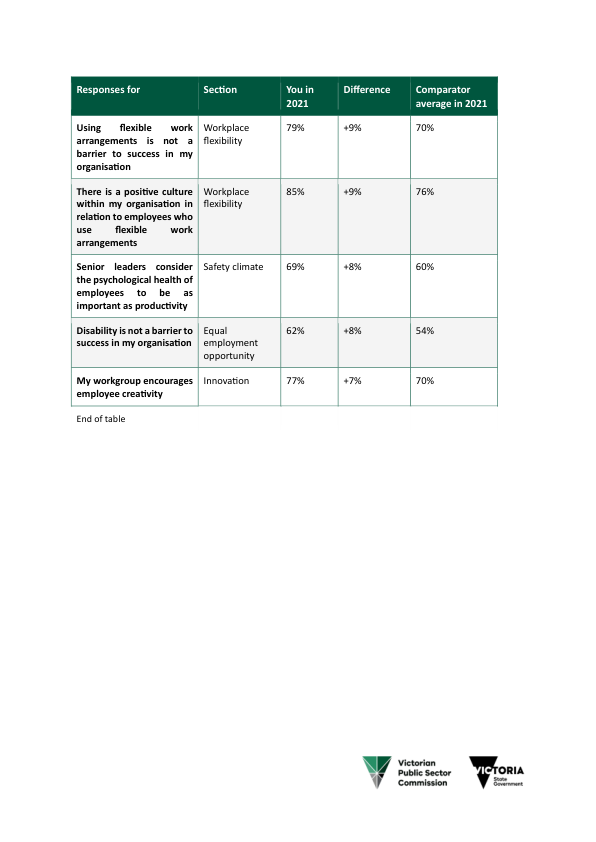 Responses for Section You in 2021 Difference Comparator average in 2021
Using flexible work
arrangements is not a
barrier to success in my
organisation
Workplace
flexibility
79%
+9%
70%
There is a positive culture
within my organisation in
relation to employees who
use flexible work
arrangements
Workplace
flexibility
85%
+9%
76%
Senior leaders consider
the psychological health of
employees to be as
important as productivity
Safety climate
69%
+8%
60%
Disability is not a barrier to
success in my organisation
Equal
employment
opportunity
62%
+8%
54%
My workgroup encourages
employee creativity
Innovation
77%
+7%
70%
End of table
Victorian
Public Sector
Commission
VICTORIA
State
Government